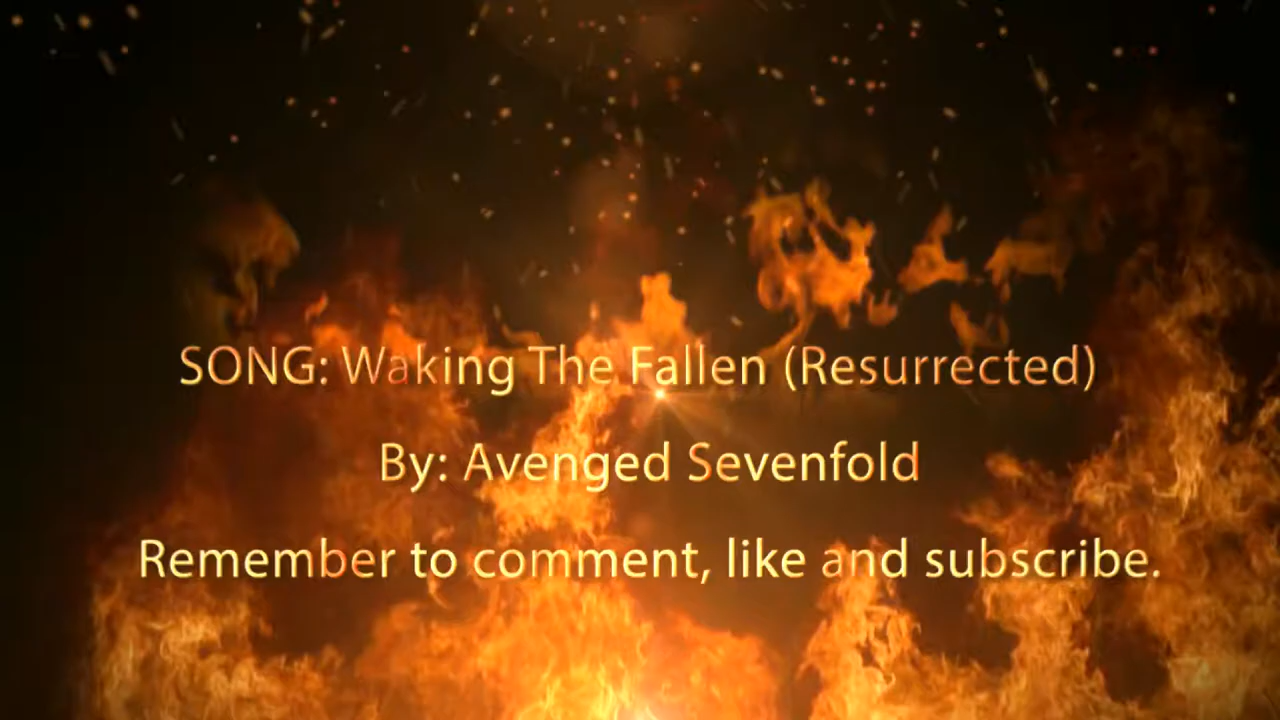 SONG: Waking The Fallen (Resurrected)
By: Avenged Sevenfold
Remember to comment, like and subscribe.